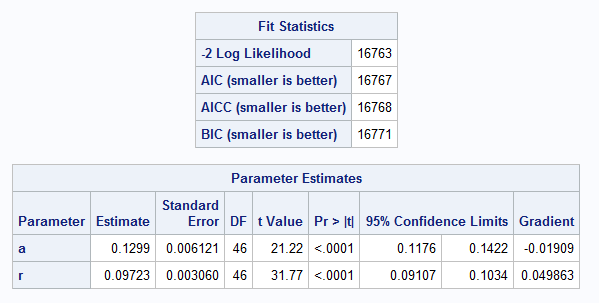 Fit Statistics
-2 Log Likelihood 16763
AIC (smaller is better) 16767
AICC (smaller is better) 16768
BIC (smaller is better) 16771
Parameter Estimates
Parameter Estimate Standard Error DF t Value Pr > |t| 95% Confidence Limits Gradient
a 0.1299 0.006121 46 21.22 <.0001 0.1176 0.1422 -0.01909
r 0.09723 0.003060 46 31.77 <.0001 0.09107 0.1034 0.049863